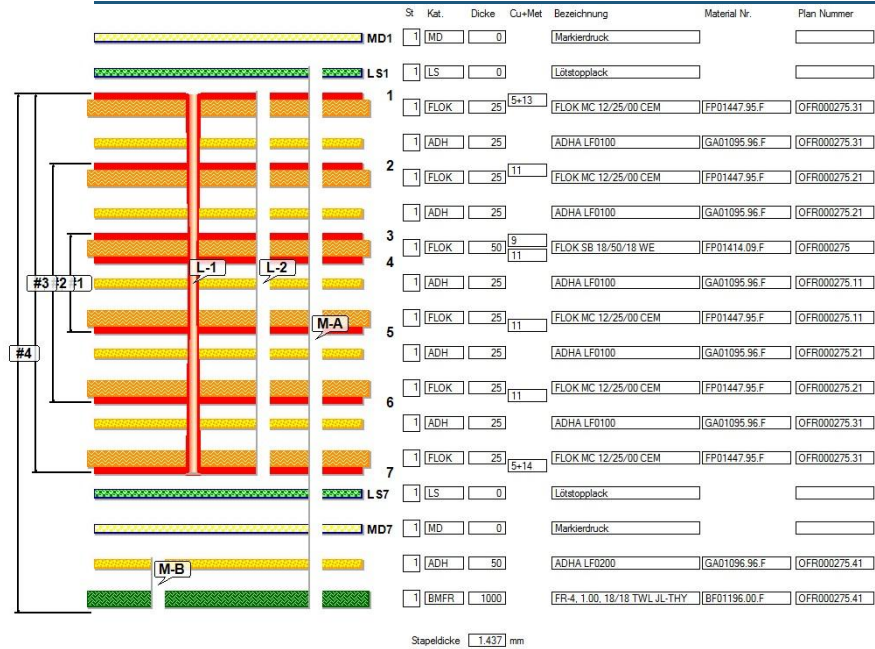 St Kat. Dicke Cu+Met Bezeichnung Material Nr. Plan Nummer
MD1 1 MD 0 Markierdruck
LS1 1 LS 0 Lötstopplack
1 1 FLOK 25 5+13 FLOK MC 12/25/00 CEM FP01447.95.F OFR000275.31
1 ADH 25 ADHA LF0100 GA01095.96.F OFR000275.31
2 1 FLOK 25 11 FLOK MC 12/25/00 CEM FP01447.95.F OFR000275.21
1 ADH 25 ADHA LF0100 GA01095.96.F OFR000275.21
3 1 FLOK 50 9 FLOK SB 18/50/18 WE FP01414.09.F OFR000275
4 11
L-1 L-2
#3 #2 #1 1 ADH 25 ADHA LF0100 GA01095.96.F OFR000275.11
M-A 1 FLOK 25 11 FLOK MC 12/25/00 CEM FP01447.95.F OFR000275.11
5
#4 1 ADH 25 ADHA LF0100 GA01095.96.F OFR000275.21
1 FLOK 25 11 FLOK MC 12/25/00 CEM FP01447.95.F OFR000275.21
6
1 ADH 25 ADHA LF0100 GA01095.96.F OFR000275.31
1 FLOK 25 5+14 FLOK MC 12/25/00 CEM FP01447.95.F OFR000275.31
7
LS7 1 LS 0 Lötstopplack
MD7 1 MD 0 Markierdruck
M-B 1 ADH 50 ADHA LF0200 GA01096.96.F OFR000275.41
1 BMFR 1000 FR-4, 1.00, 18/18 TWL JL-THY BF01196.00.F OFR000275.41
Stapeldicke 1.437 mm